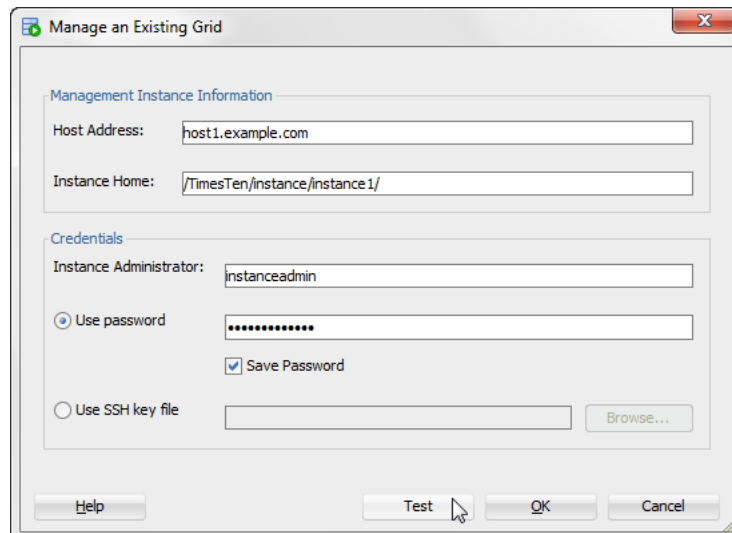 Manage an Existing Grid
Management Instance Information
Host Address: host1.example.com
Instance Home: /TimesTen/instance/instance1/
Credentials
Instance Administrator: instanceadmin
Use password •••••••••••••
Save Password
Use SSH key file Browse...
Help Test OK Cancel